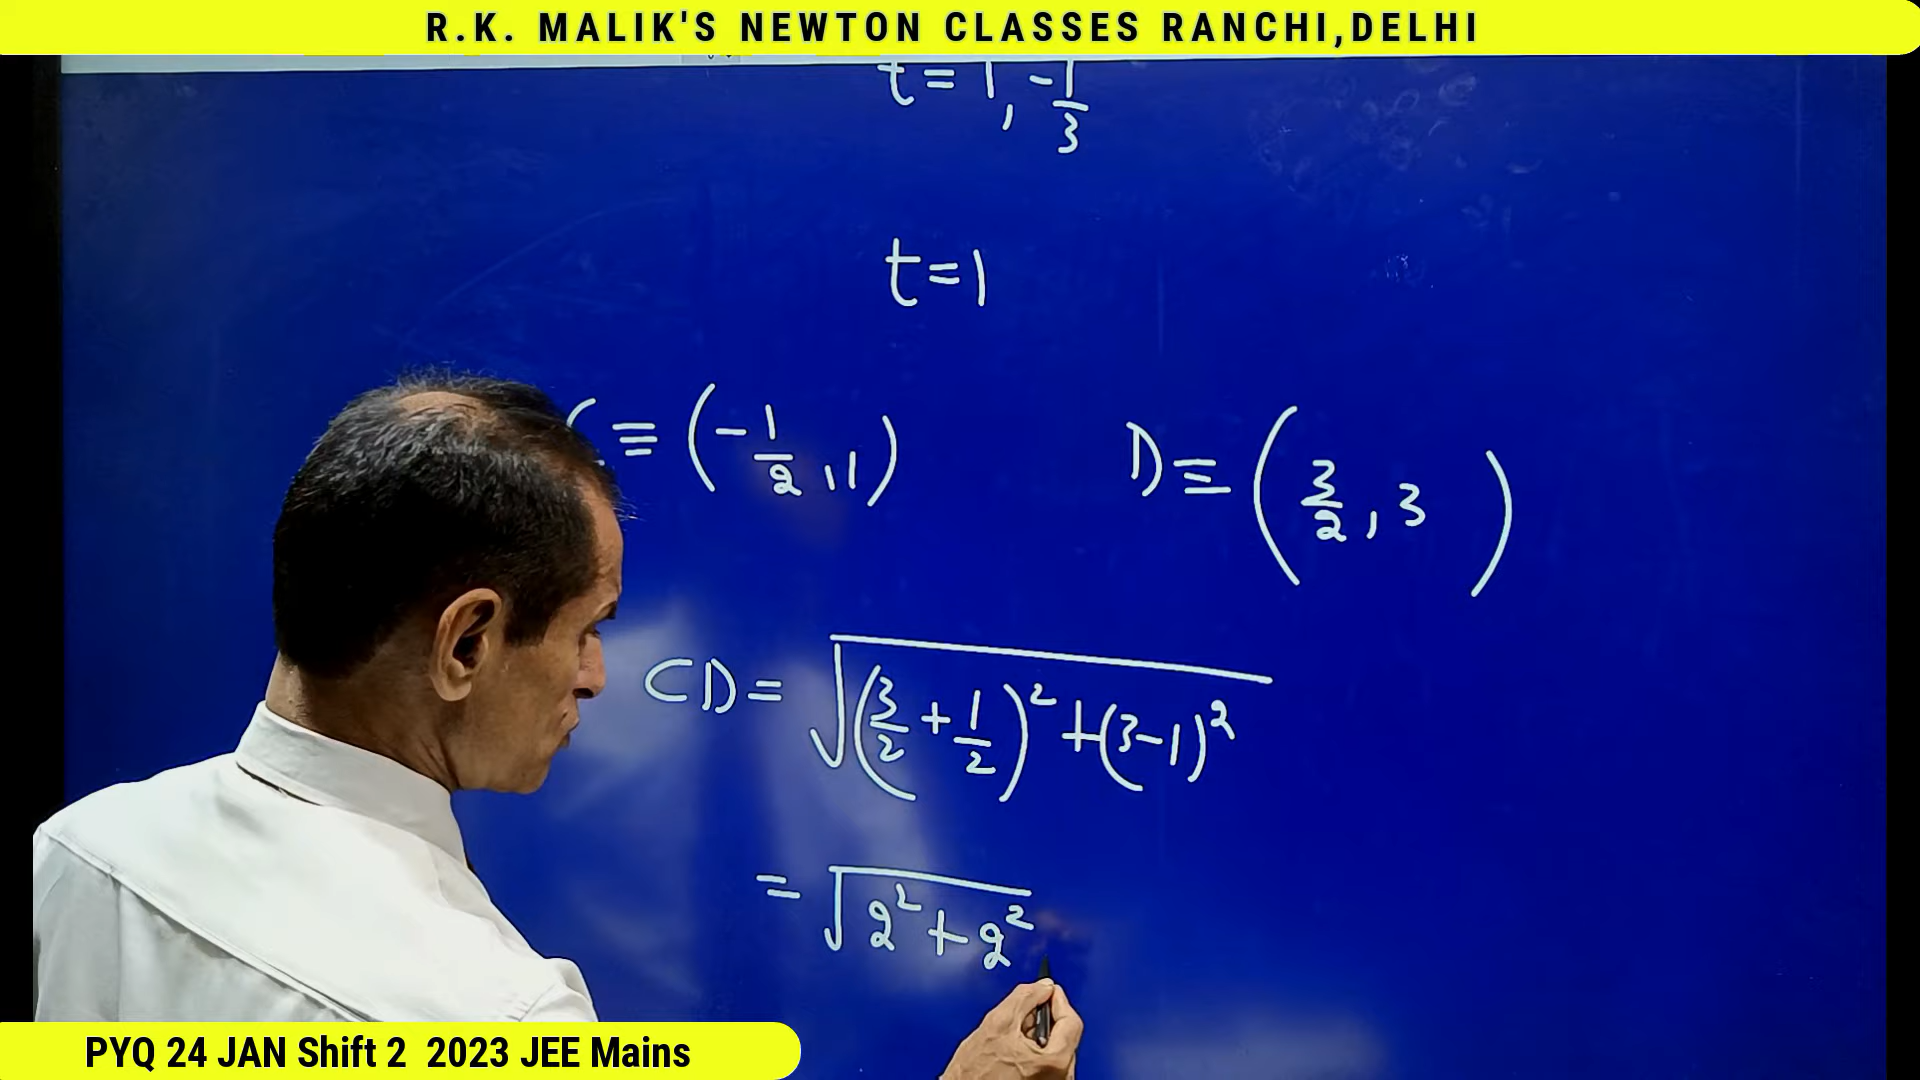 R.K. MALIK'S NEWTON CLASSES RANCHI,DELHI
t = 1, -1/3
t = 1
C ≡ (-1/2, 1) D ≡ (3/2, 3)
CD = √((3/2 + 1/2)² + (3-1)²)
= √(2² + 2²)
PYQ 24 JAN Shift 2 2023 JEE Mains